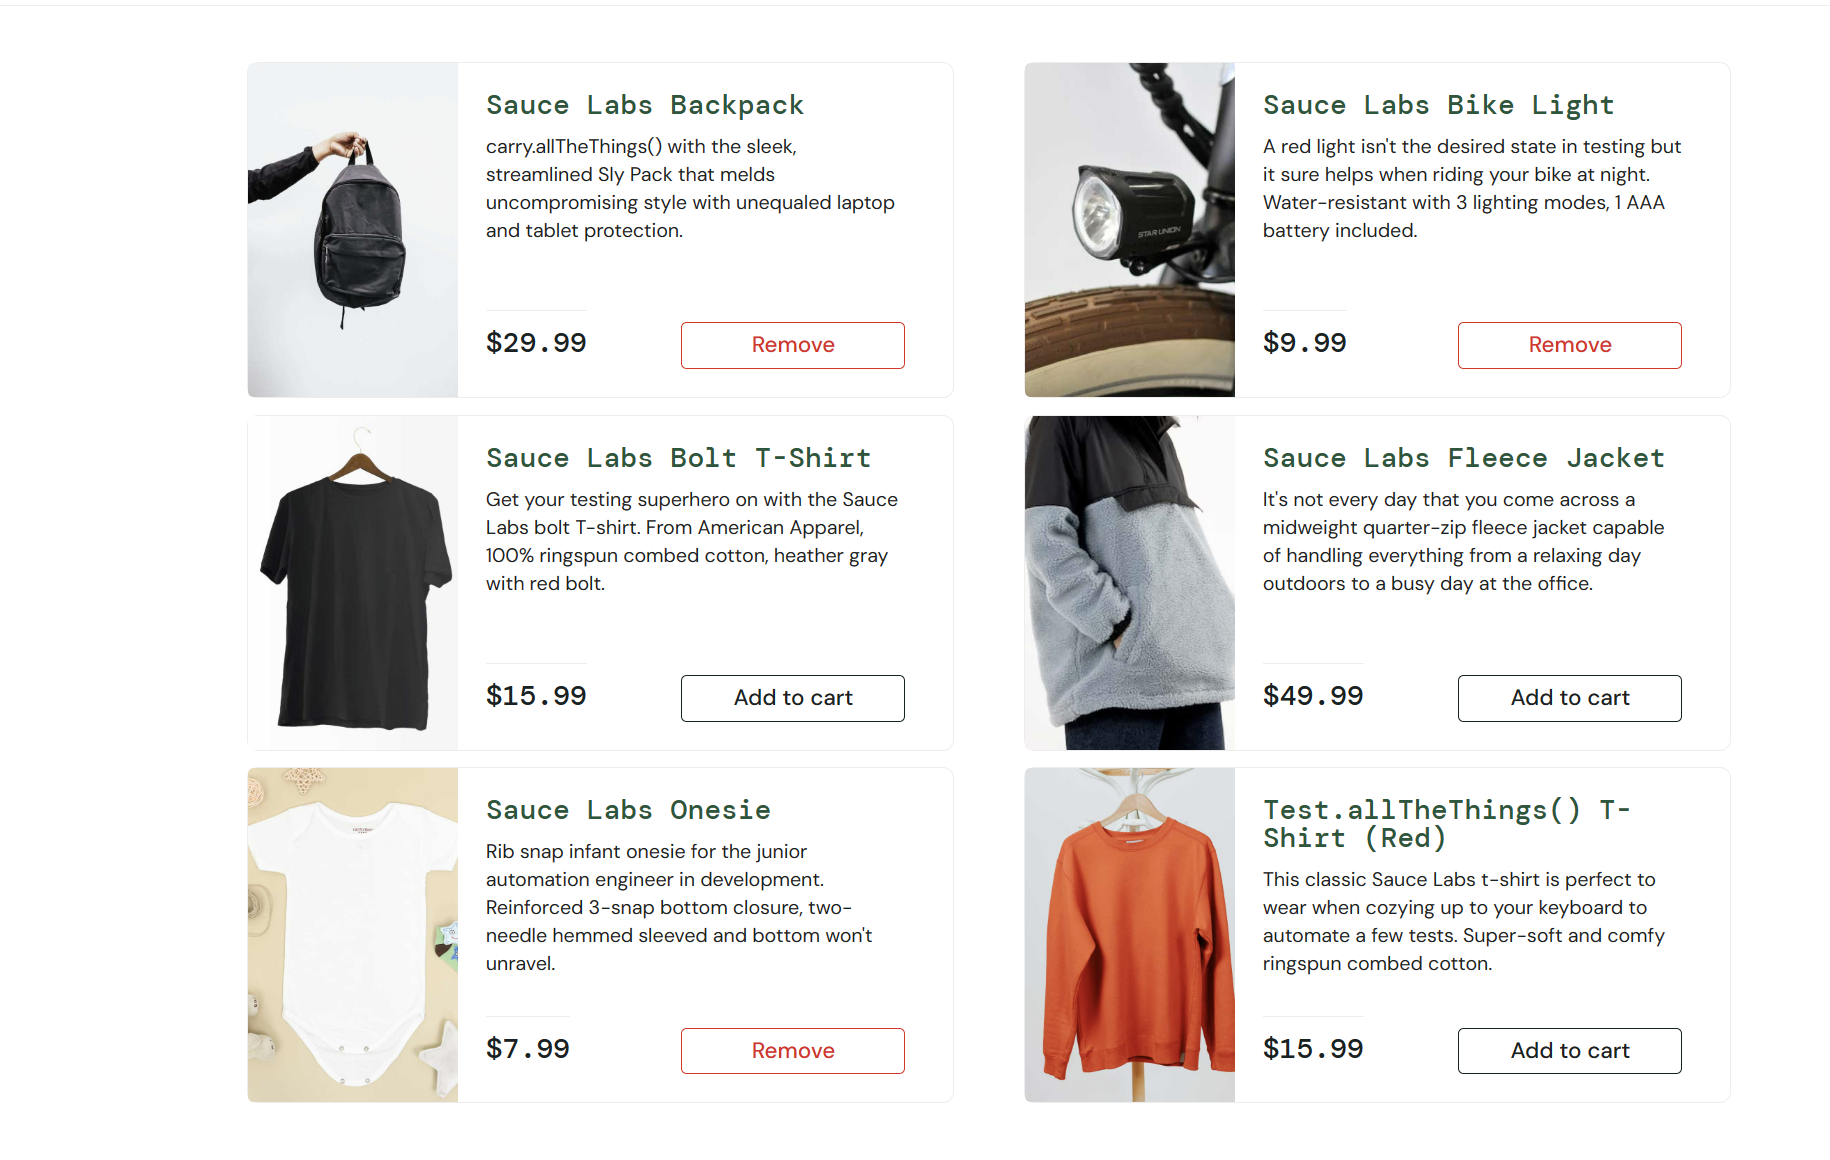 Sauce Labs Backpack
carry.allTheThings() with the sleek,
streamlined Sly Pack that melds
uncompromising style with unequaled laptop
and tablet protection.
$29.99
Remove
Sauce Labs Bike Light
A red light isn't the desired state in testing but
it sure helps when riding your bike at night.
Water-resistant with 3 lighting modes, 1 AAA
battery included.
STAR UNION
$9.99
Remove
Sauce Labs Bolt T-Shirt
Get your testing superhero on with the Sauce
Labs bolt T-shirt. From American Apparel,
100% ringspun combed cotton, heather gray
with red bolt.
$15.99
Add to cart
Sauce Labs Fleece Jacket
It's not every day that you come across a
midweight quarter-zip fleece jacket capable
of handling everything from a relaxing day
outdoors to a busy day at the office.
$49.99
Add to cart
Sauce Labs Onesie
Rib snap infant onesie for the junior
automation engineer in development.
Reinforced 3-snap bottom closure, two-
needle hemmed sleeved and bottom won't
unravel.
$7.99
Remove
Test.allTheThings() T-
Shirt (Red)
This classic Sauce Labs t-shirt is perfect to
wear when cozying up to your keyboard to
automate a few tests. Super-soft and comfy
ringspun combed cotton.
$15.99
Add to cart